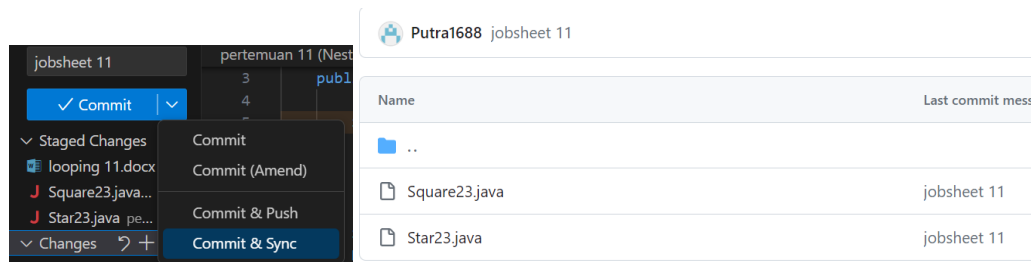 jobsheet 11
Commit
Staged Changes
looping 11.docx
Square23.java...
Star23.java pe...
Changes
pertemuan 11 (Nest
3 publ
4
Commit
Commit (Amend)
Commit & Push
Commit & Sync
Putra1688 jobsheet 11
Name Last commit mess
..
Square23.java jobsheet 11
Star23.java jobsheet 11